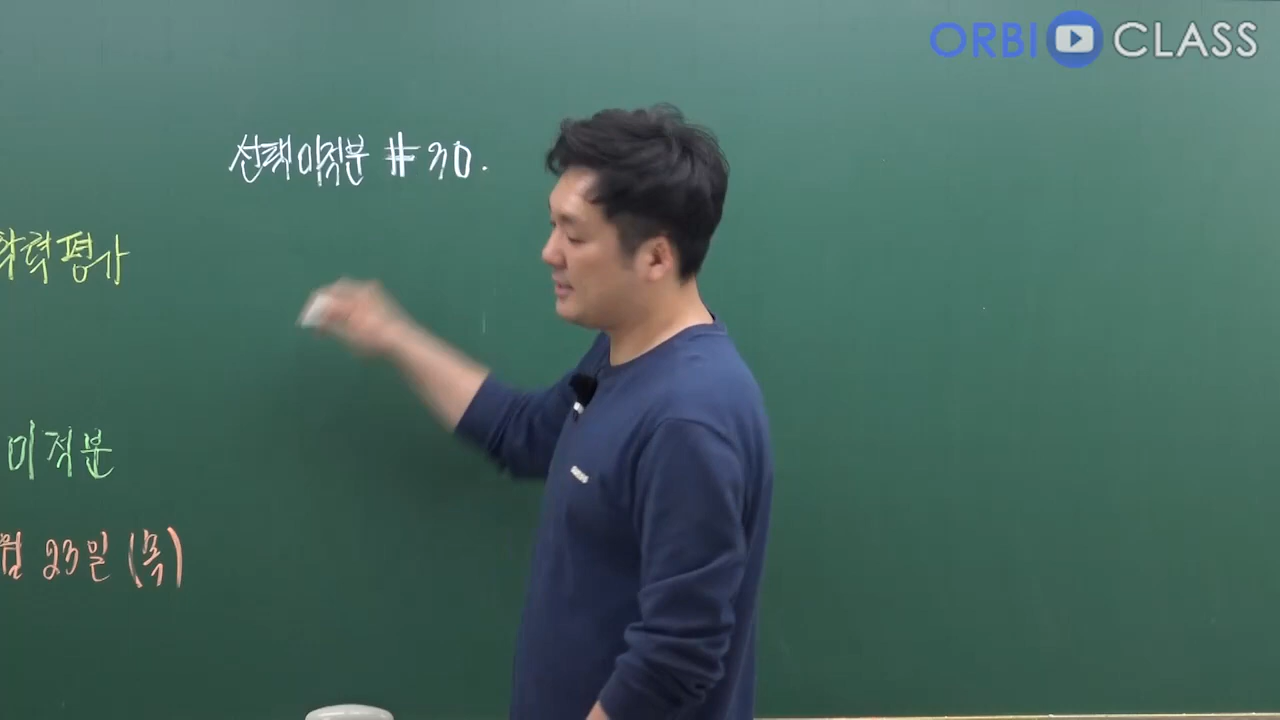 ORBI CLASS
선택 미적분 #30.
학력평가
미적분
월 23일 (목)